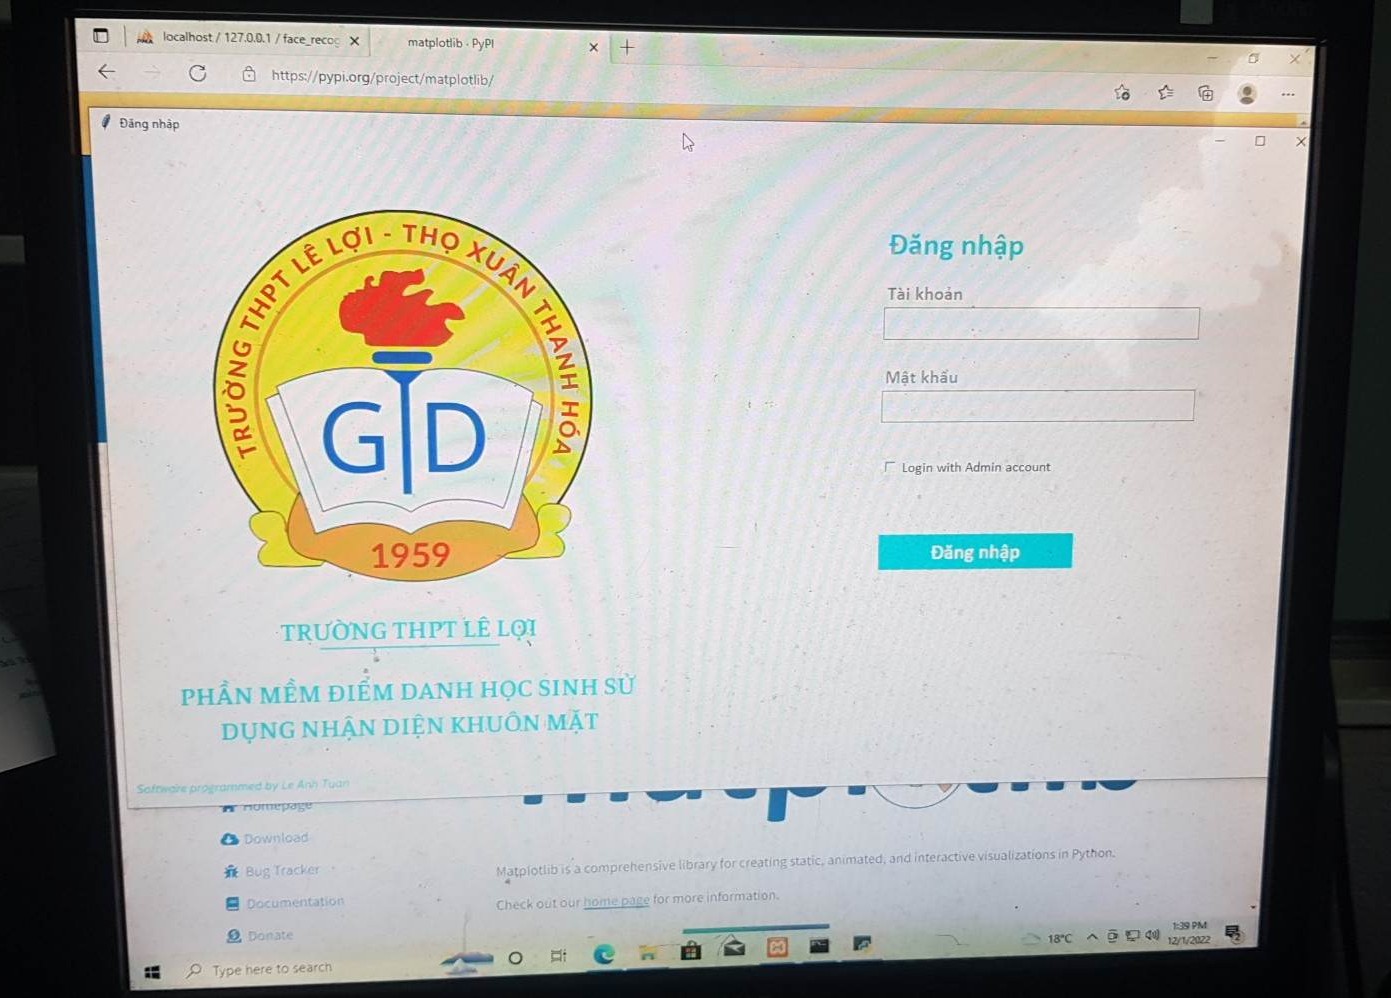 localhost / 127.0.0.1 / face_recog
matplotlib · PyPI
https://pypi.org/project/matplotlib/
Đăng nhập
TRƯỜNG THPT LÊ LỢI - THỌ XUÂN THANH HÓA
GD
1959
TRƯỜNG THPT LÊ LỢI
PHẦN MỀM ĐIỂM DANH HỌC SINH SỬ
DỤNG NHẬN DIỆN KHUÔN MẶT
Software programmed by Le Anh Tuan
Đăng nhập
Tài khoản
Mật khẩu
Login with Admin account
Đăng nhập
Homepage
Download
Bug Tracker
Documentation
Donate
Matplotlib is a comprehensive library for creating static, animated, and interactive visualizations in Python.
Check out our home page for more information.
Type here to search
18°C
1:39 PM
12/1/2022
2